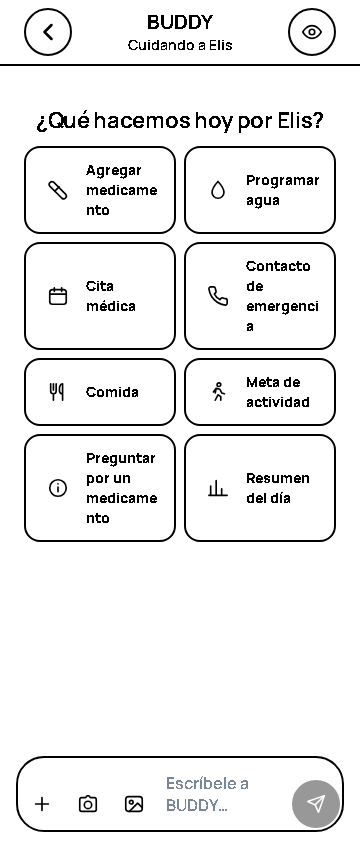 BUDDY
Cuidando a Elis
¿Qué hacemos hoy por Elis?
Agregar
medicame
nto
Programar
agua
Cita
médica
Contacto
de
emergenci
a
Comida
Meta de
actividad
Preguntar
por un
medicame
nto
Resumen
del día
Escríbele a
BUDDY...